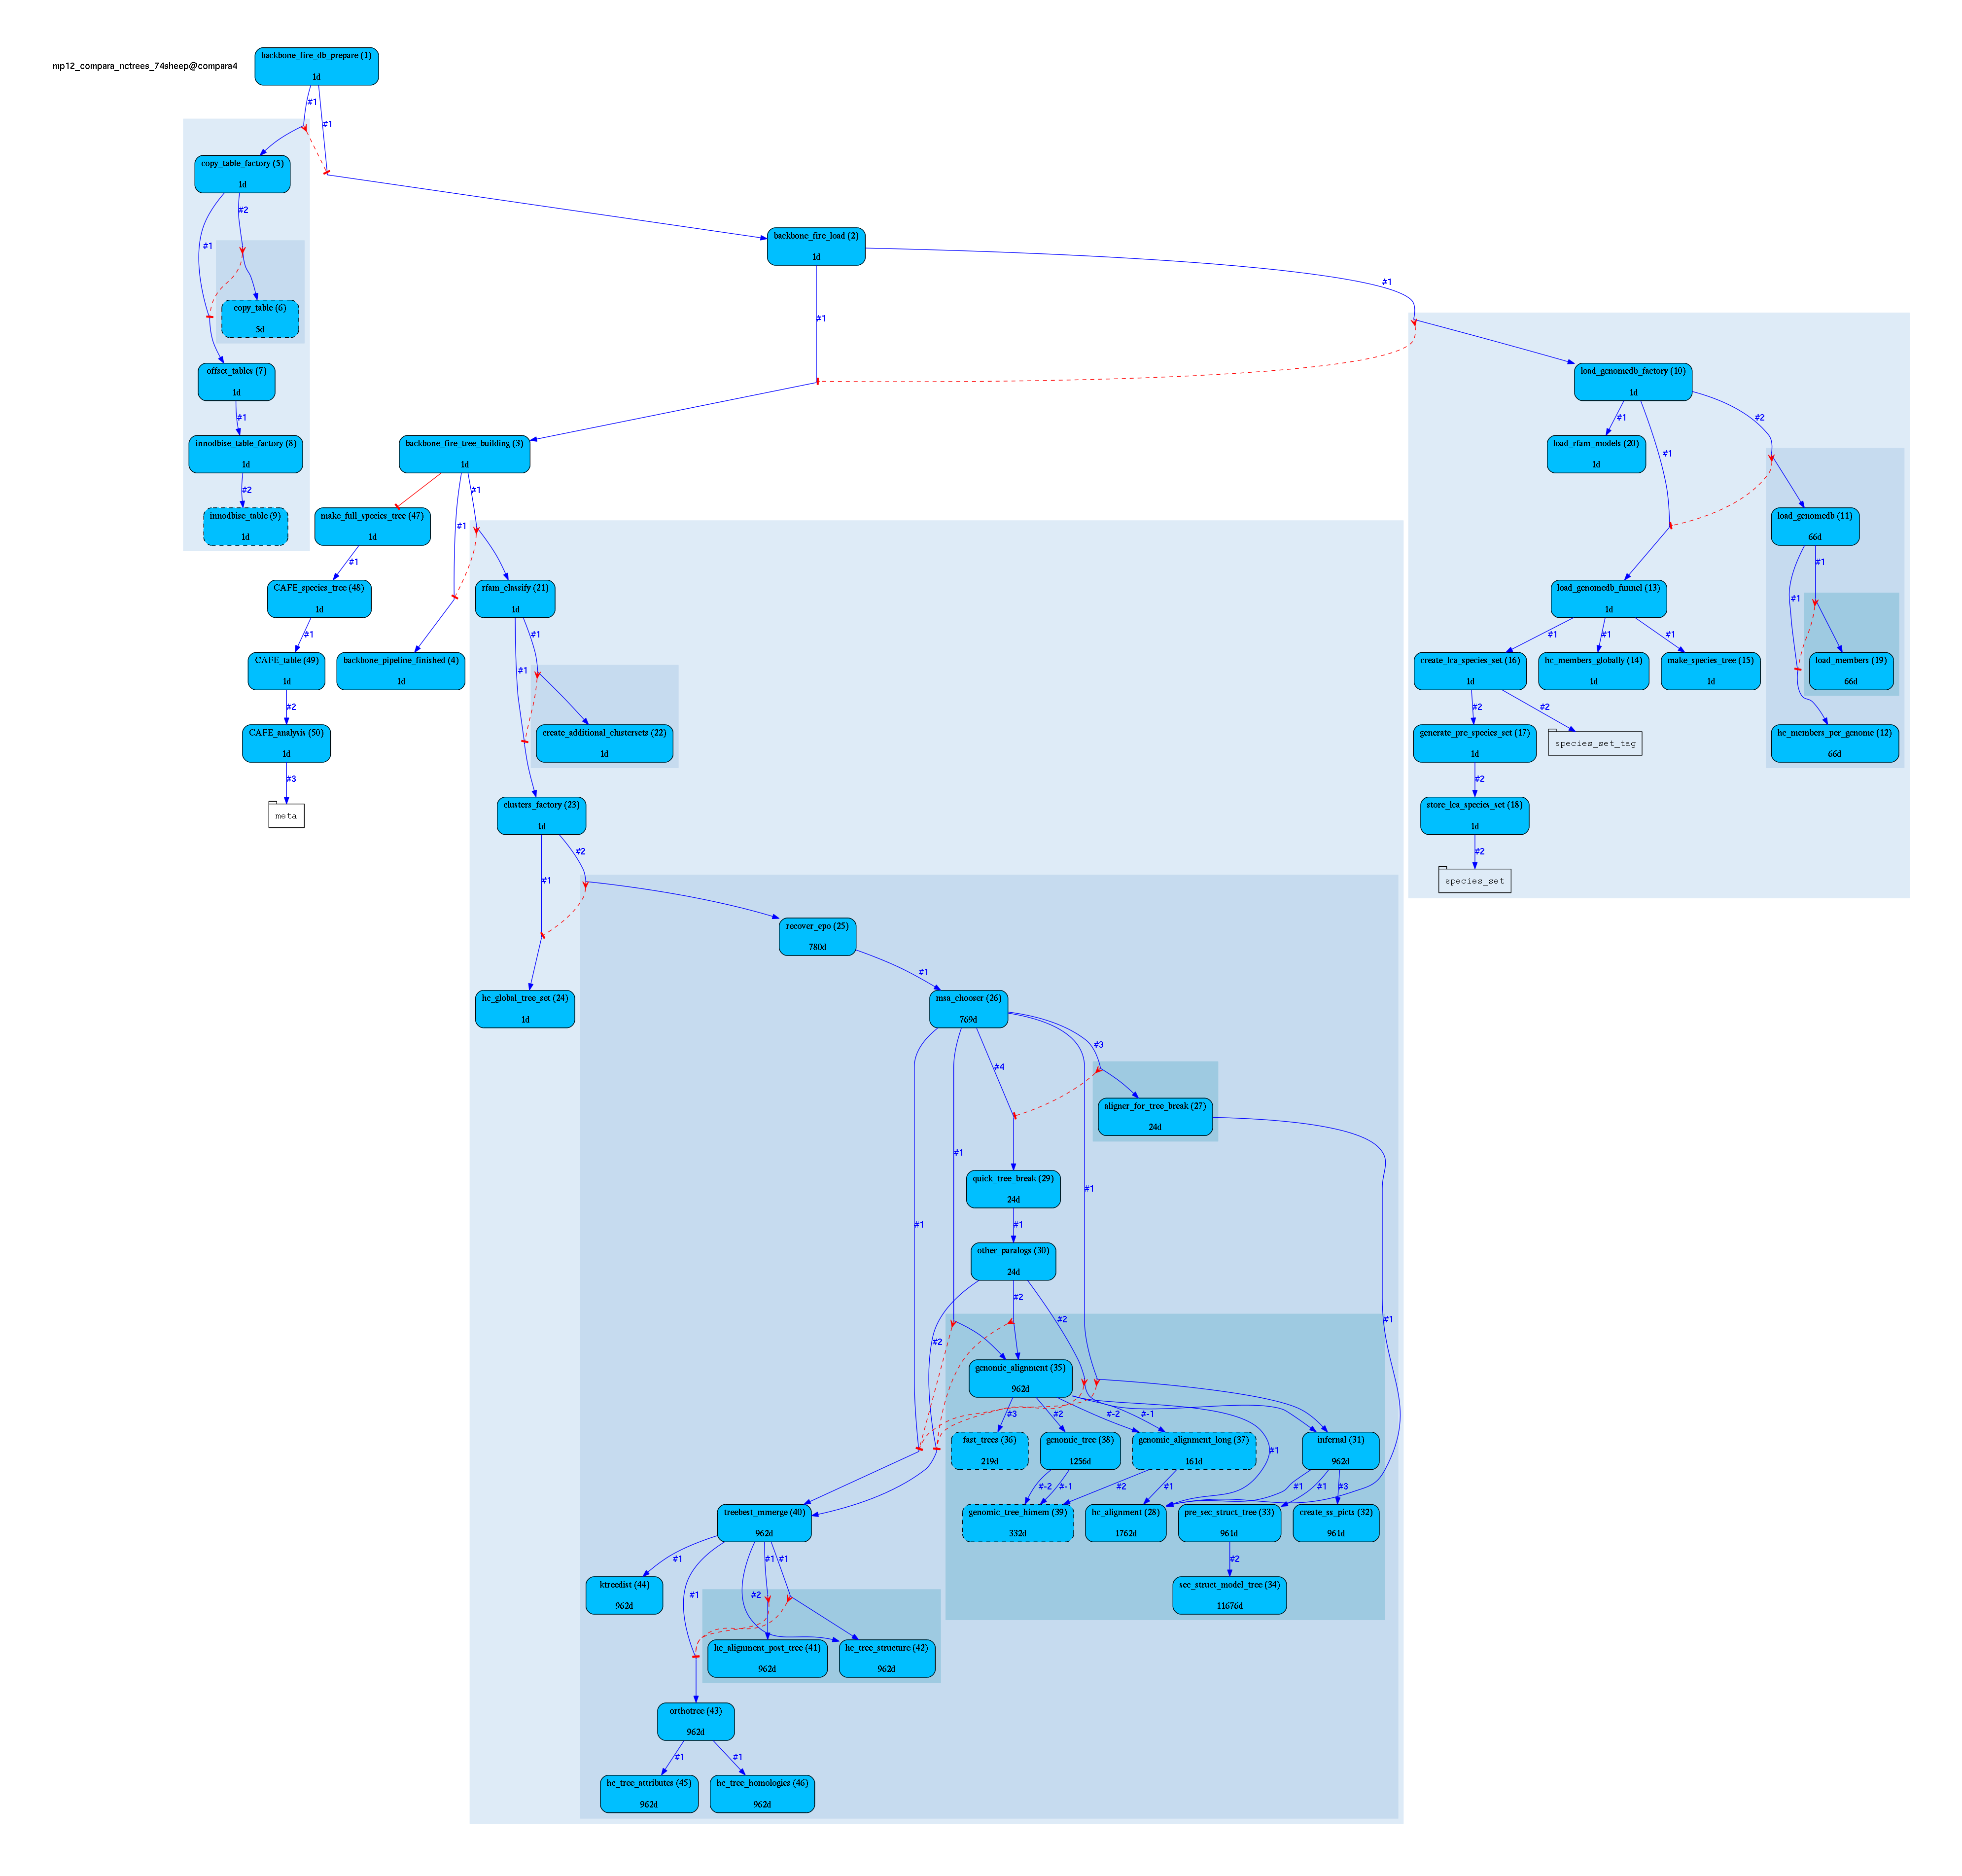 backbone_fire_db_prepare (1)
1d
mp12_compara_nctrees_74sheep@compara4
#1
#1
copy_table_factory (5)
1d
#2
#1
backbone_fire_load (2)
1d
#1
#1
copy_table (6)
5d
offset_tables (7)
1d
#1
load_genomedb_factory (10)
1d
#1
#2
#1
innodbise_table_factory (8)
1d
#2
innodbise_table (9)
1d
backbone_fire_tree_building (3)
1d
#1
#1
load_rfam_models (20)
1d
make_full_species_tree (47)
1d
#1
load_genomedb (11)
66d
#1
#1
CAFE_species_tree (48)
1d
#1
rfam_classify (21)
1d
#1
#1
load_genomedb_funnel (13)
1d
#1
#1
#1
CAFE_table (49)
1d
#2
backbone_pipeline_finished (4)
1d
create_lca_species_set (16)
1d
#2
#2
hc_members_globally (14)
1d
make_species_tree (15)
1d
load_members (19)
66d
CAFE_analysis (50)
1d
#3
create_additional_clustersets (22)
1d
generate_pre_species_set (17)
1d
#2
species_set_tag
hc_members_per_genome (12)
66d
meta
clusters_factory (23)
1d
#2
#1
store_lca_species_set (18)
1d
#2
species_set
recover_epo (25)
780d
#1
hc_global_tree_set (24)
1d
msa_chooser (26)
769d
#3
#4
#1
#1
#1
aligner_for_tree_break (27)
24d
#1
quick_tree_break (29)
24d
#1
other_paralogs (30)
24d
#2
#2
#2
genomic_alignment (35)
962d
#3
#2
#-2
#-1
#1
fast_trees (36)
219d
genomic_tree (38)
1256d
#-2
#-1
genomic_alignment_long (37)
161d
#2
#1
infernal (31)
962d
#1
#1
#3
treebest_mmerge (40)
962d
#1
#1
#1
#2
#1
genomic_tree_himem (39)
332d
hc_alignment (28)
1762d
pre_sec_struct_tree (33)
961d
#2
create_ss_picts (32)
961d
ktreedist (44)
962d
sec_struct_model_tree (34)
11676d
hc_alignment_post_tree (41)
962d
hc_tree_structure (42)
962d
orthotree (43)
962d
#1
#1
hc_tree_attributes (45)
962d
hc_tree_homologies (46)
962d